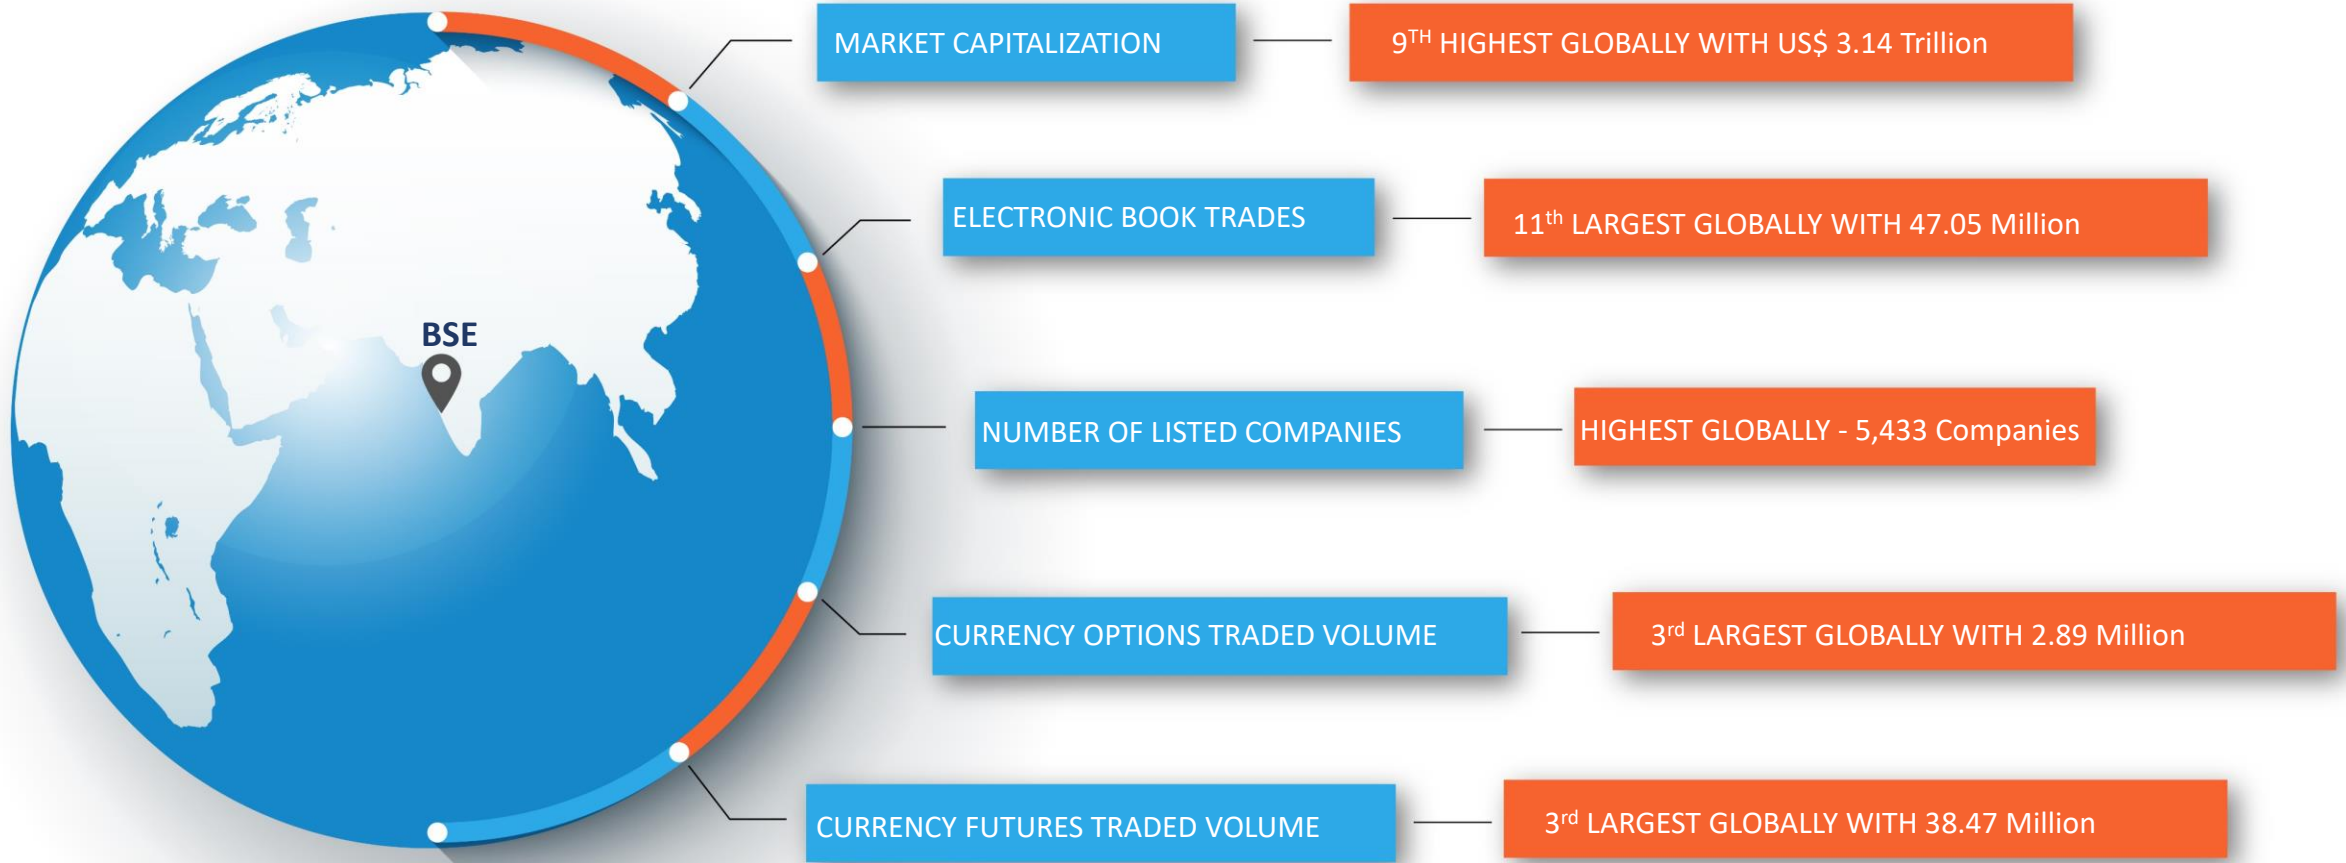 MARKET CAPITALIZATION
9TH HIGHEST GLOBALLY WITH US$ 3.14 Trillion
ELECTRONIC BOOK TRADES
11th LARGEST GLOBALLY WITH 47.05 Million
BSE
NUMBER OF LISTED COMPANIES
HIGHEST GLOBALLY - 5,433 Companies
CURRENCY OPTIONS TRADED VOLUME
3rd LARGEST GLOBALLY WITH 2.89 Million
CURRENCY FUTURES TRADED VOLUME
3rd LARGEST GLOBALLY WITH 38.47 Million